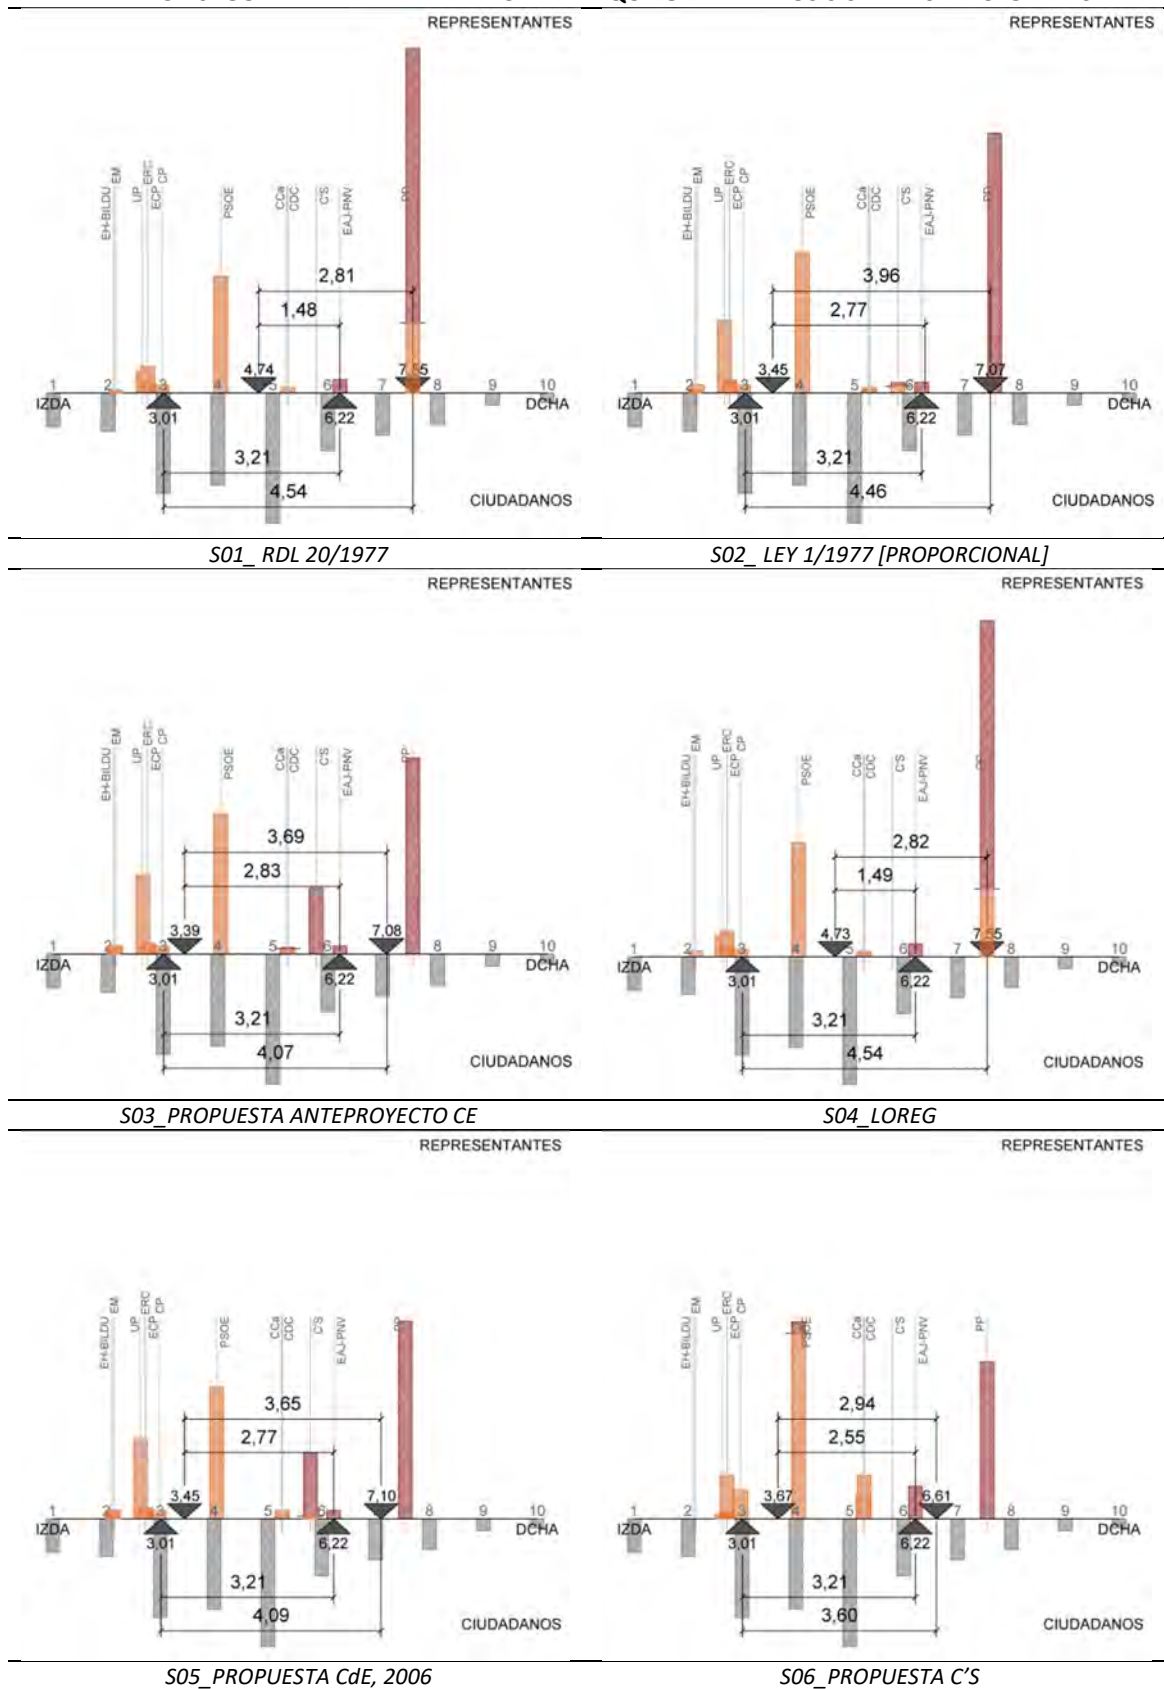 REPRESENTANTES
EH-BILDU
EM
UP
ERC
ECP
CP
PSOE
CCa
CDC
C'S
EAJ-PNV
PP
2,81
1,48
4,74
7,55
1 2 3 4 5 6 7 8 9 10
IZDA
DCHA
3,01
6,22
3,21
4,54
CIUDADANOS
S01_ RDL 20/1977
REPRESENTANTES
EH-BILDU
EM
UP
ERC
ECP
CP
PSOE
CCa
CDC
C'S
EAJ-PNV
PP
3,96
2,77
3,45
7,07
1 2 3 4 5 6 7 8 9 10
IZDA
DCHA
3,01
6,22
3,21
4,46
CIUDADANOS
S02_ LEY 1/1977 [PROPORCIONAL]
REPRESENTANTES
EH-BILDU
EM
UP
ERC
ECP
CP
PSOE
CCa
CDC
C'S
EAJ-PNV
PP
3,69
2,83
3,39
7,08
1 2 3 4 5 6 7 8 9 10
IZDA
DCHA
3,01
6,22
3,21
4,07
CIUDADANOS
S03_PROPUESTA ANTEPROYECTO CE
REPRESENTANTES
EH-BILDU
EM
UP
ERC
ECP
CP
PSOE
CCa
CDC
C'S
EAJ-PNV
PP
2,82
1,49
4,73
7,55
1 2 3 4 5 6 7 8 9 10
IZDA
DCHA
3,01
6,22
3,21
4,54
CIUDADANOS
S04_LOREG
REPRESENTANTES
EH-BILDU
EM
UP
ERC
ECP
CP
PSOE
CCa
CDC
C'S
EAJ-PNV
PP
3,65
2,77
3,45
7,10
1 2 3 4 5 6 7 8 9 10
IZDA
DCHA
3,01
6,22
3,21
4,09
CIUDADANOS
S05_PROPUESTA CdE, 2006
REPRESENTANTES
EH-BILDU
EM
UP
ERC
ECP
CP
PSOE
CCa
CDC
C'S
EAJ-PNV
PP
2,94
2,55
3,67
6,61
1 2 3 4 5 6 7 8 9 10
IZDA
DCHA
3,01
6,22
3,21
3,60
CIUDADANOS
S06_PROPUESTA C'S